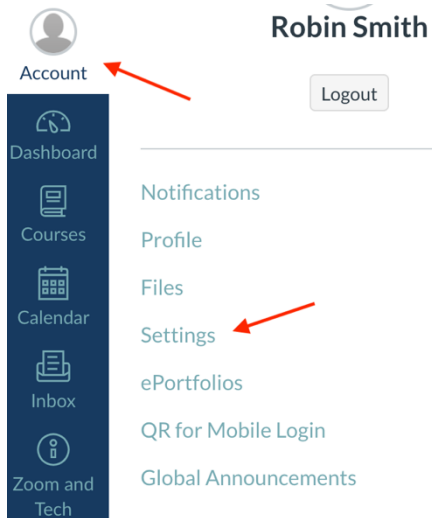 Account
Dashboard
Courses
Calendar
Inbox
Zoom and
Tech
Robin Smith
Logout
Notifications
Profile
Files
Settings
ePortfolios
QR for Mobile Login
Global Announcements